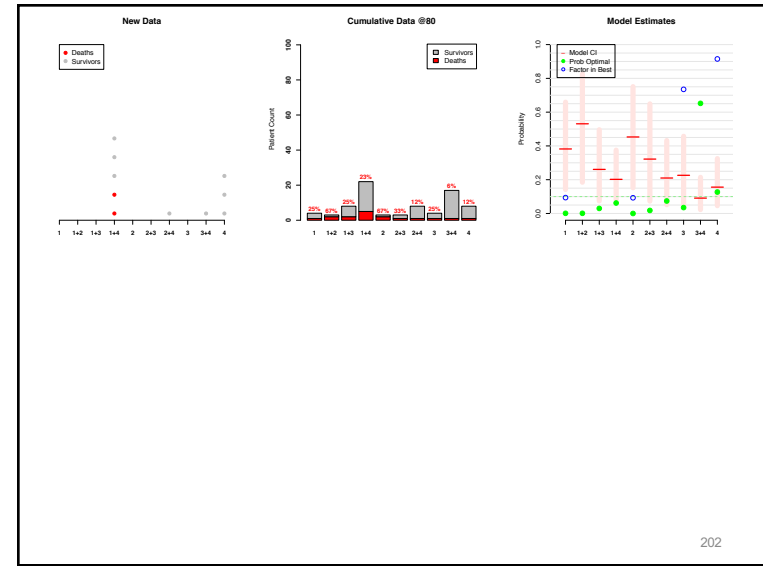 New Data
Deaths
Survivors
1 1+2 1+3 1+4 2 2+3 2+4 3 3+4 4
Cumulative Data @80
Patient Count
100
80
60
40
20
0
Survivors
Deaths
25% 67% 25% 23% 67% 33% 12% 25% 6% 12%
1 1+2 1+3 1+4 2 2+3 2+4 3 3+4 4
Model Estimates
Probability
1.0
0.8
0.6
0.4
0.2
0.0
Model CI
Prob Optimal
Factor in Best
1 1+2 1+3 1+4 2 2+3 2+4 3 3+4 4
202